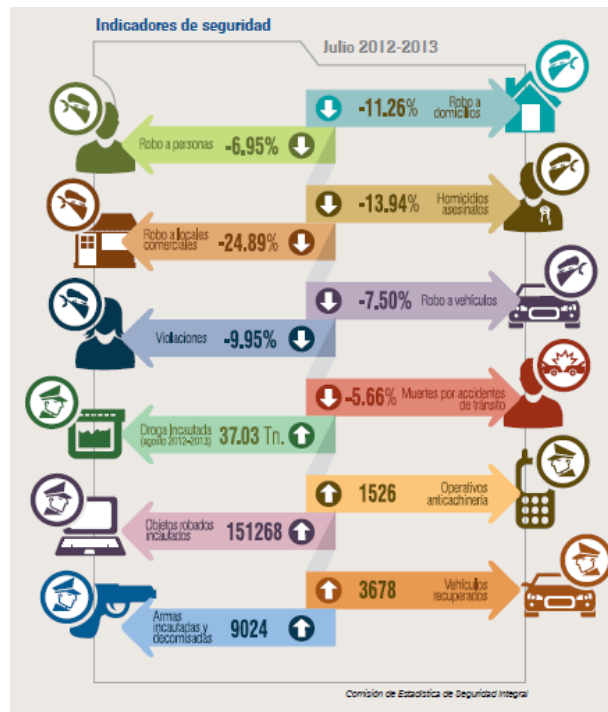 Indicadores de seguridad
Julio 2012-2013
-11.26%
Robo a
domicilios
Robo a personas -6.95%
-13.94%
Homicidios
asesinatos
Robo a locales
comerciales
-24.89%
-7.50% Robo a vehículos
Violaciones -9.95%
-5.66%
Muertes por accidentes
de tránsito
Droga Incautada
(agosto 2012-2013)
37.03 Tn.
1526
Operativos
anticachinería
Objetos robados
incautados
151268
3678
Vehículos
recuperados
Armas
incautadas y
decomisadas
9024
Comisión de Estadística de Seguridad Integral